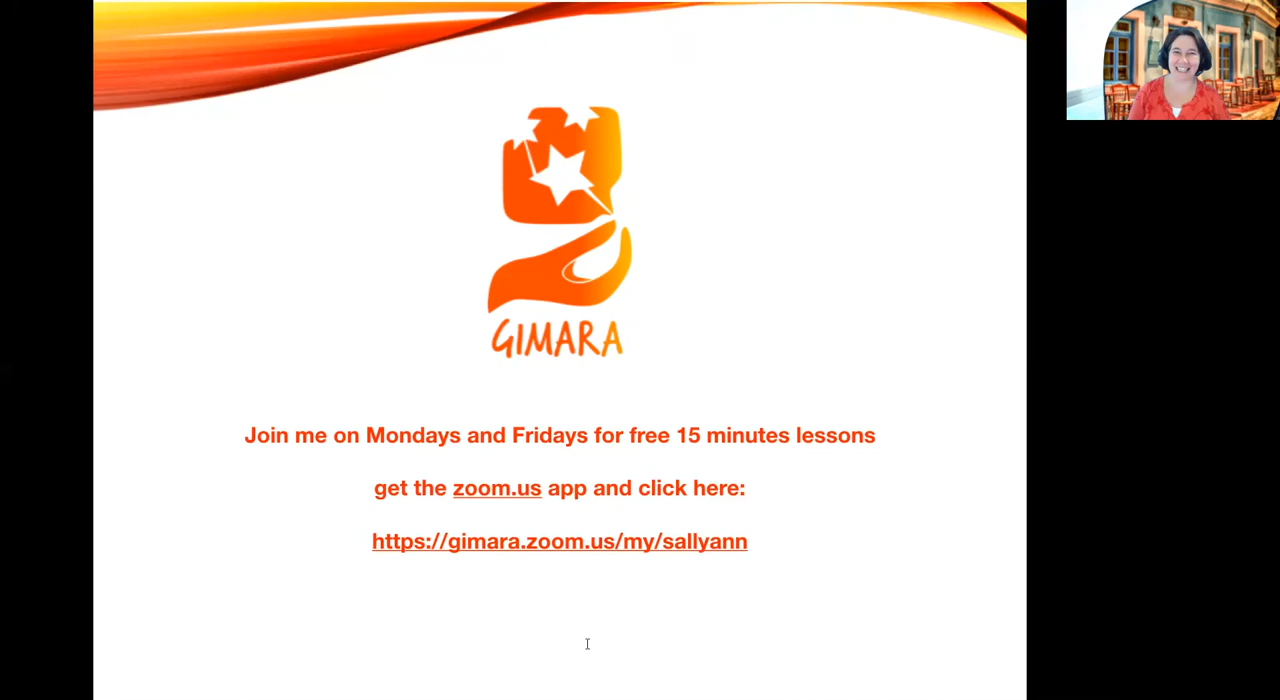 GIMARA
Join me on Mondays and Fridays for free 15 minutes lessons
get the zoom.us app and click here:
https://gimara.zoom.us/my/sallyann